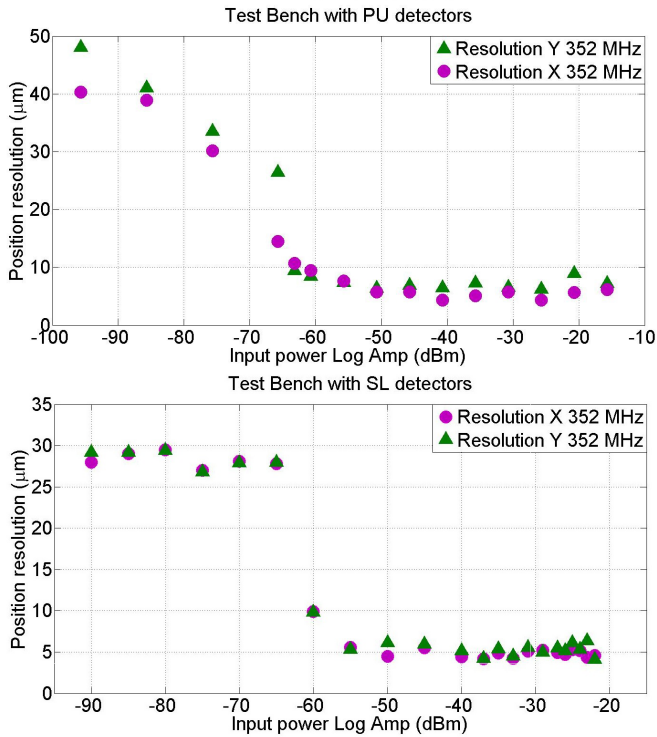 Test Bench with PU detectors
Resolution Y 352 MHz
Resolution X 352 MHz
Position resolution (μm)
50
40
30
20
10
0
-100 -90 -80 -70 -60 -50 -40 -30 -20 -10
Input power Log Amp (dBm)
Test Bench with SL detectors
Resolution X 352 MHz
Resolution Y 352 MHz
Position resolution (μm)
35
30
25
20
15
10
5
0
-90 -80 -70 -60 -50 -40 -30 -20
Input power Log Amp (dBm)